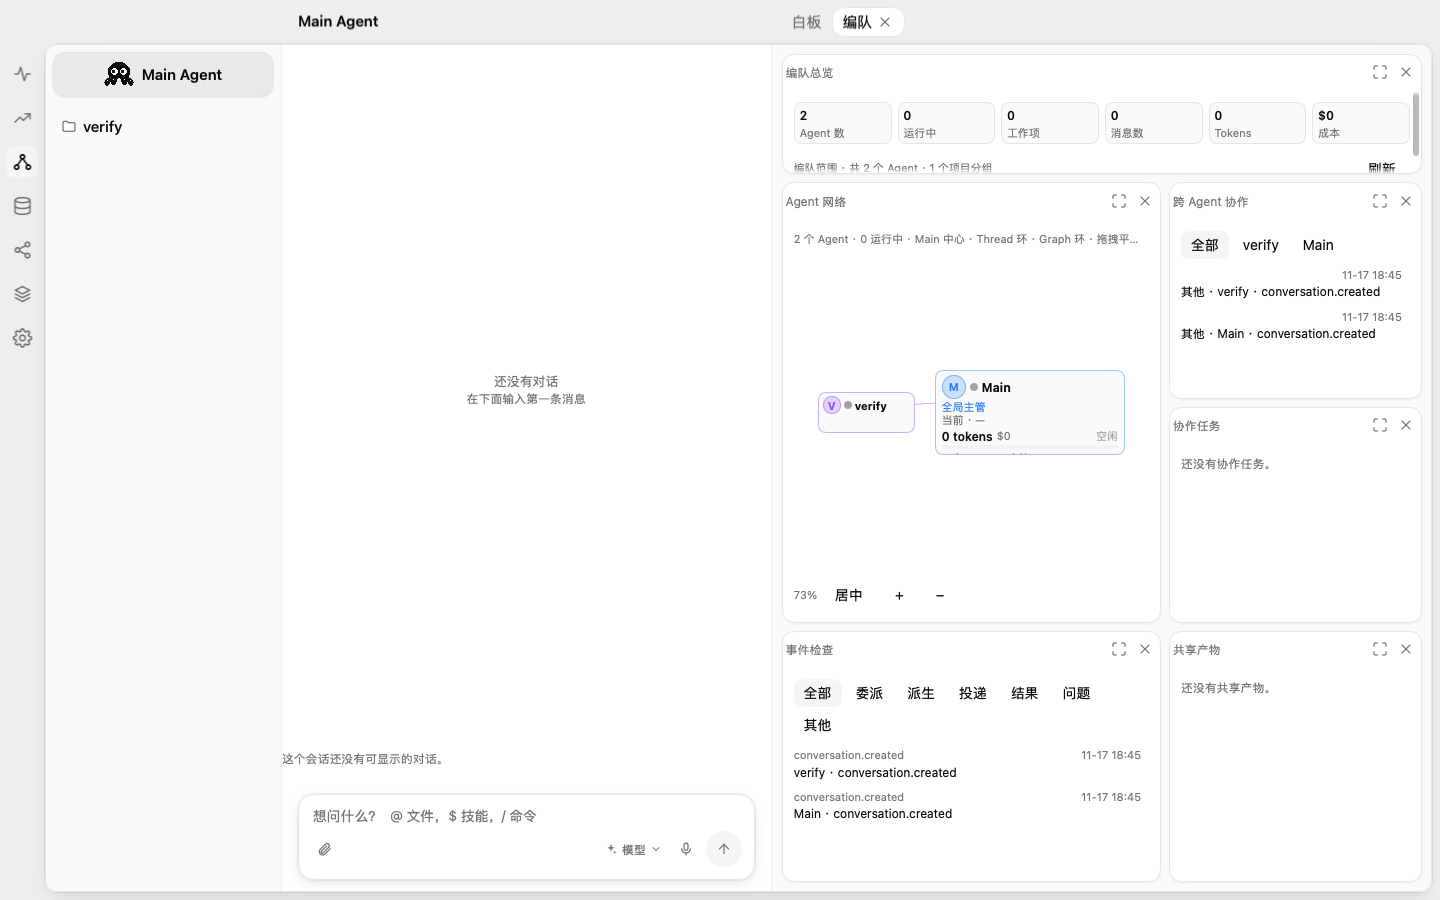 Main Agent
白板
编队
Main Agent
verify
还没有对话
在下面输入第一条消息
这个会话还没有可显示的对话。
想问什么? @ 文件, $ 技能, / 命令
模型
编队总览
2
Agent 数
0
运行中
0
工作项
0
消息数
0
Tokens
$0
成本
编队范围 · 共 2 个 Agent · 1 个项目分组
刷新
Agent 网络
2 个 Agent · 0 运行中 · Main 中心 · Thread 环 · Graph 环 · 拖拽平...
V
verify
M
Main
全局主管
当前 · —
0 tokens $0
空闲
73%
居中
+
−
跨 Agent 协作
全部
verify
Main
11-17 18:45
其他 · verify · conversation.created
11-17 18:45
其他 · Main · conversation.created
协作任务
还没有协作任务。
事件检查
全部
委派
派生
投递
结果
问题
其他
conversation.created
11-17 18:45
verify · conversation.created
conversation.created
11-17 18:45
Main · conversation.created
共享产物
还没有共享产物。